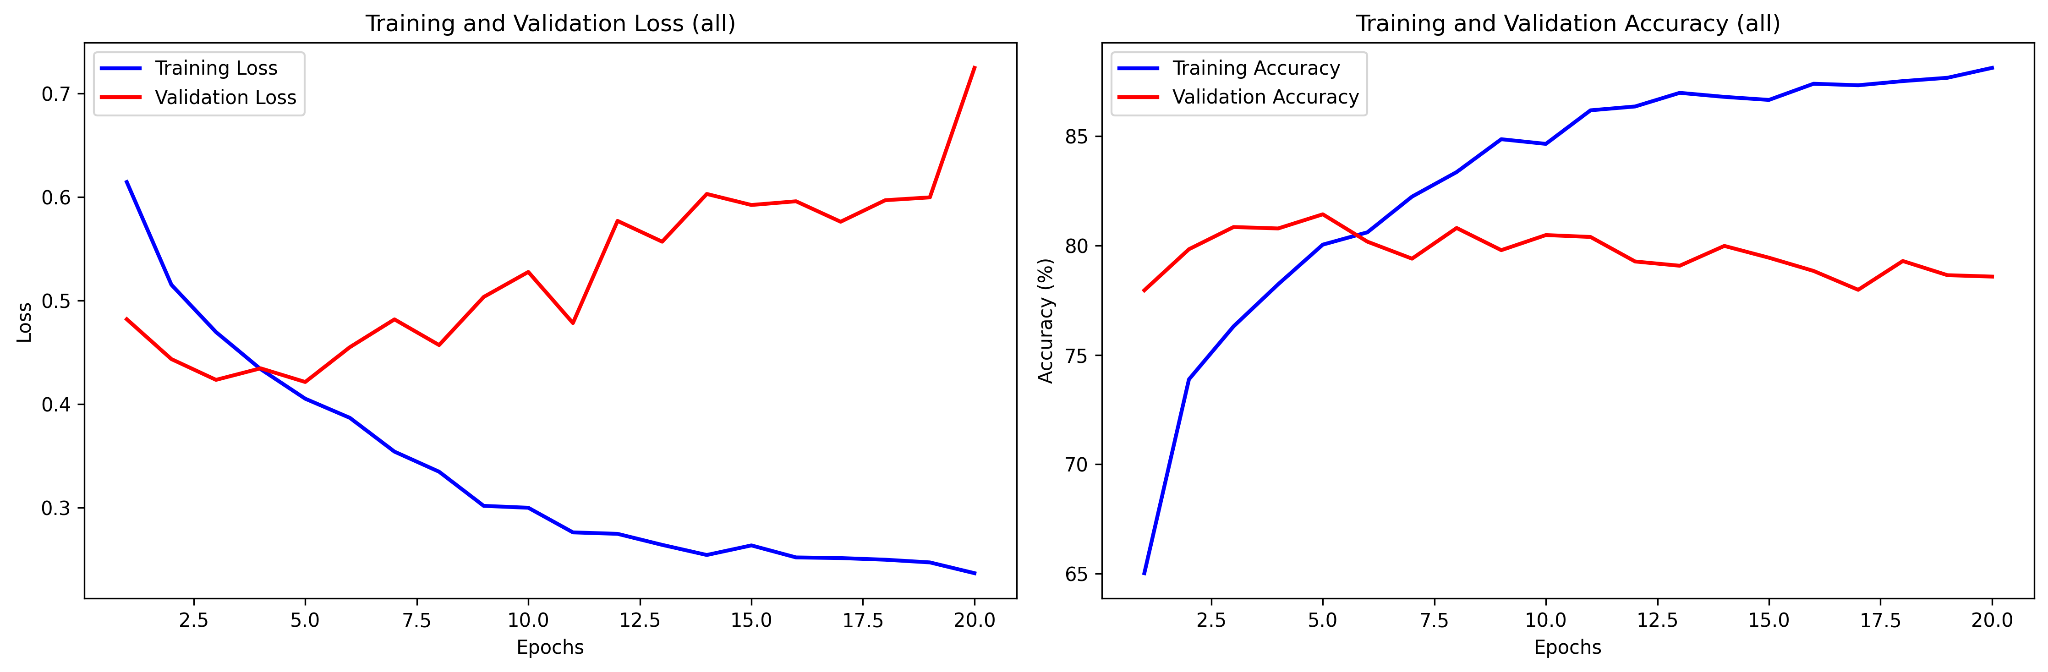 Training and Validation Loss (all)
Training Loss
Validation Loss
0.7
0.6
0.5
0.4
0.3
Loss
2.5 5.0 7.5 10.0 12.5 15.0 17.5 20.0
Epochs
Training and Validation Accuracy (all)
Training Accuracy
Validation Accuracy
85
80
75
70
65
Accuracy (%)
2.5 5.0 7.5 10.0 12.5 15.0 17.5 20.0
Epochs